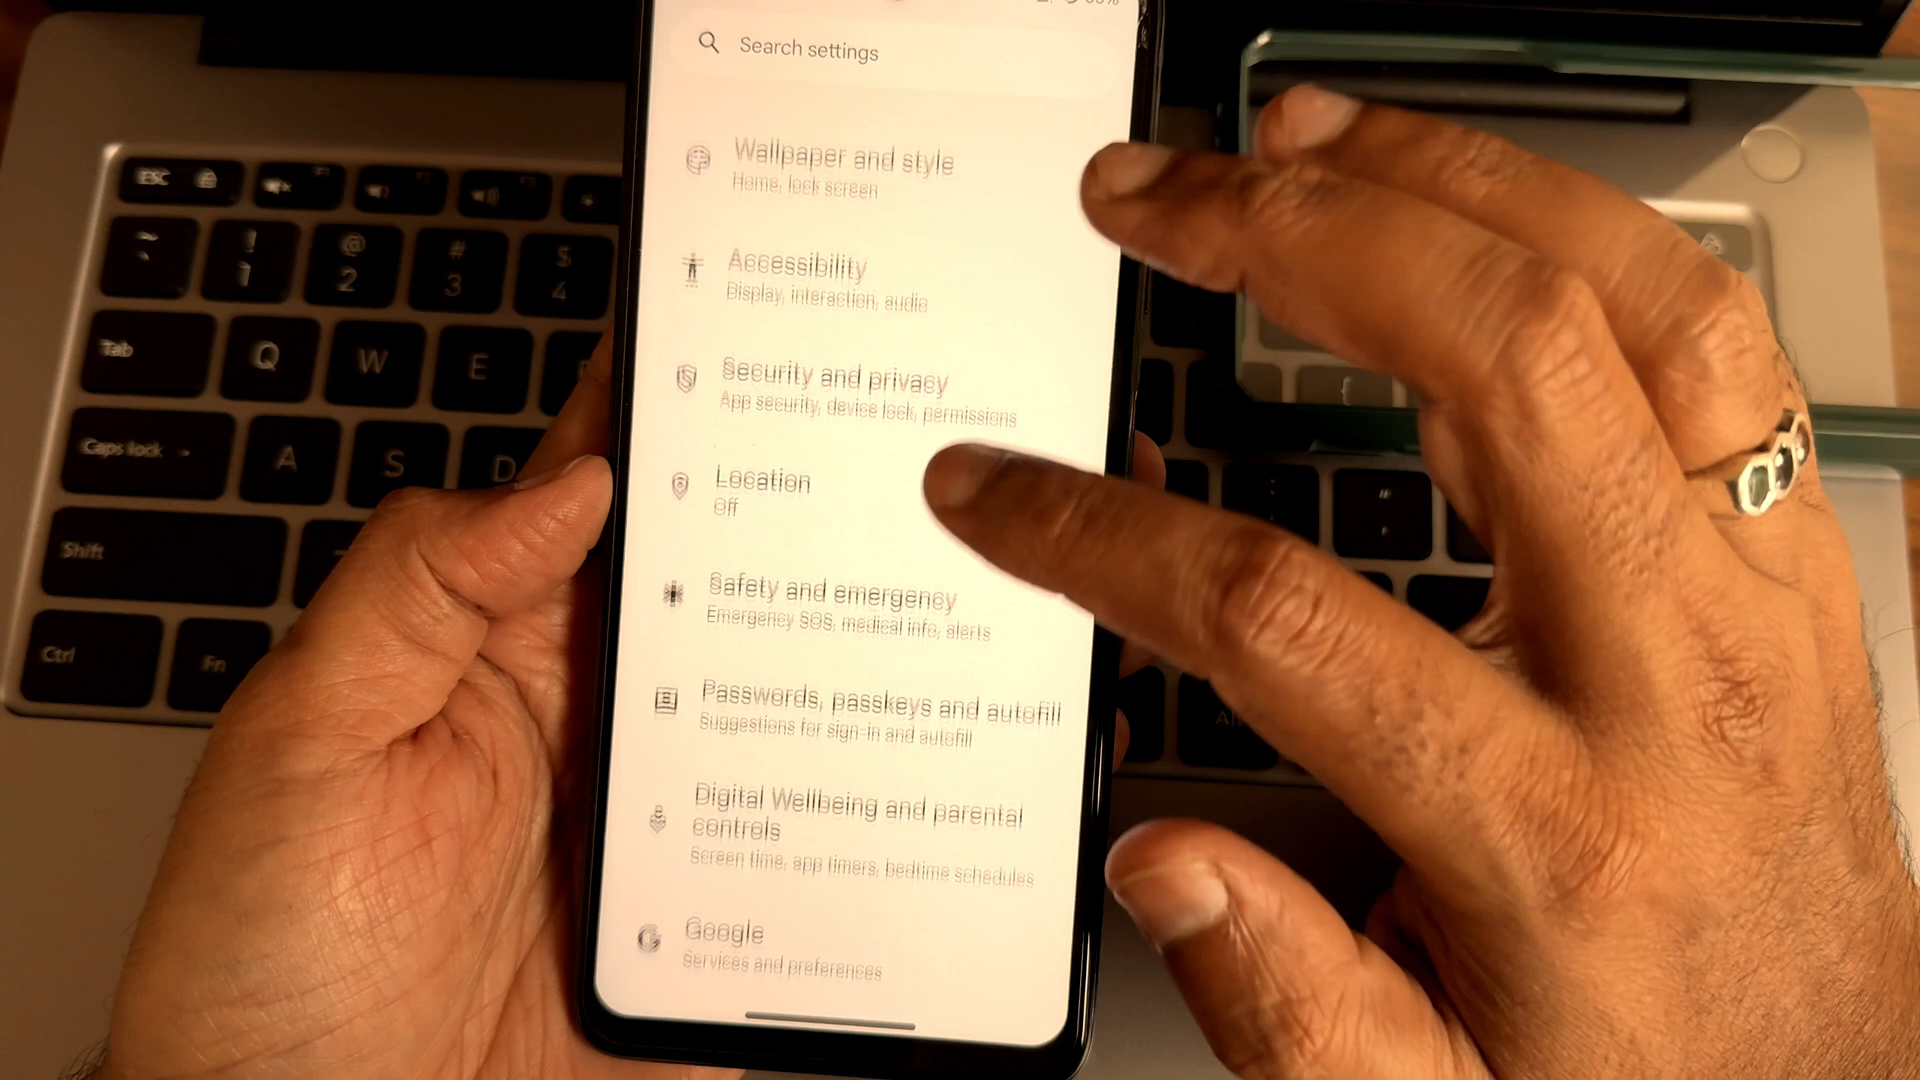 Search settings
Wallpaper and style
Home, lock screen
Accessibility
Display, interaction, audio
Security and privacy
App security, device lock, permissions
Location
Off
Safety and emergency
Emergency SOS, medical info, alerts
Passwords, passkeys and autofill
Suggestions for sign-in and autofill
Digital Wellbeing and parental
controls
Screen time, app timers, bedtime schedules
Google
Services and preferences
ESC
~
!
1
@
2
#
3
$
4
Tab
Q
W
E
Caps lock
A
S
D
Shift
Ctrl
Fn